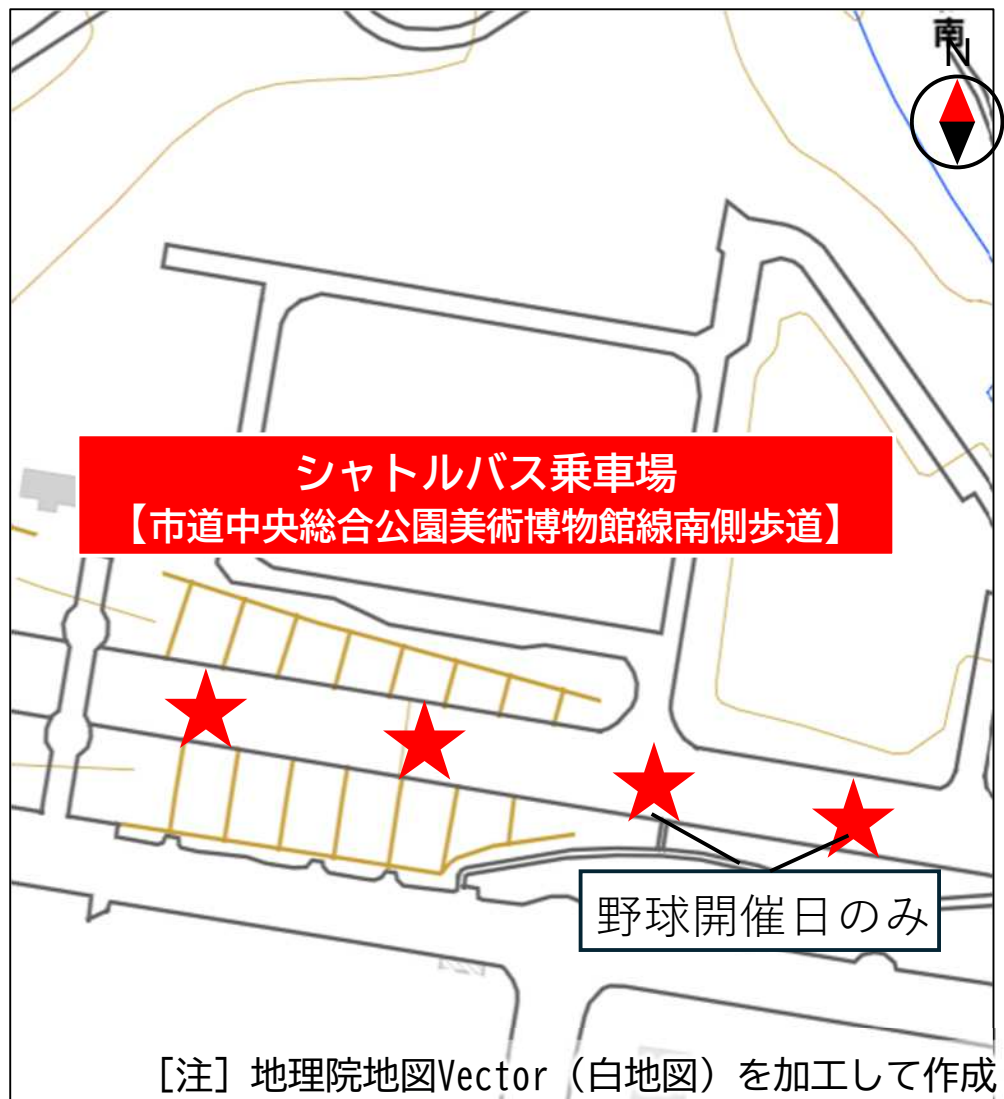 南
N
シャトルバス乗車場
【市道中央総合公園美術博物館線南側歩道】
野球開催日のみ
［注］地理院地図Vector（白地図）を加工して作成